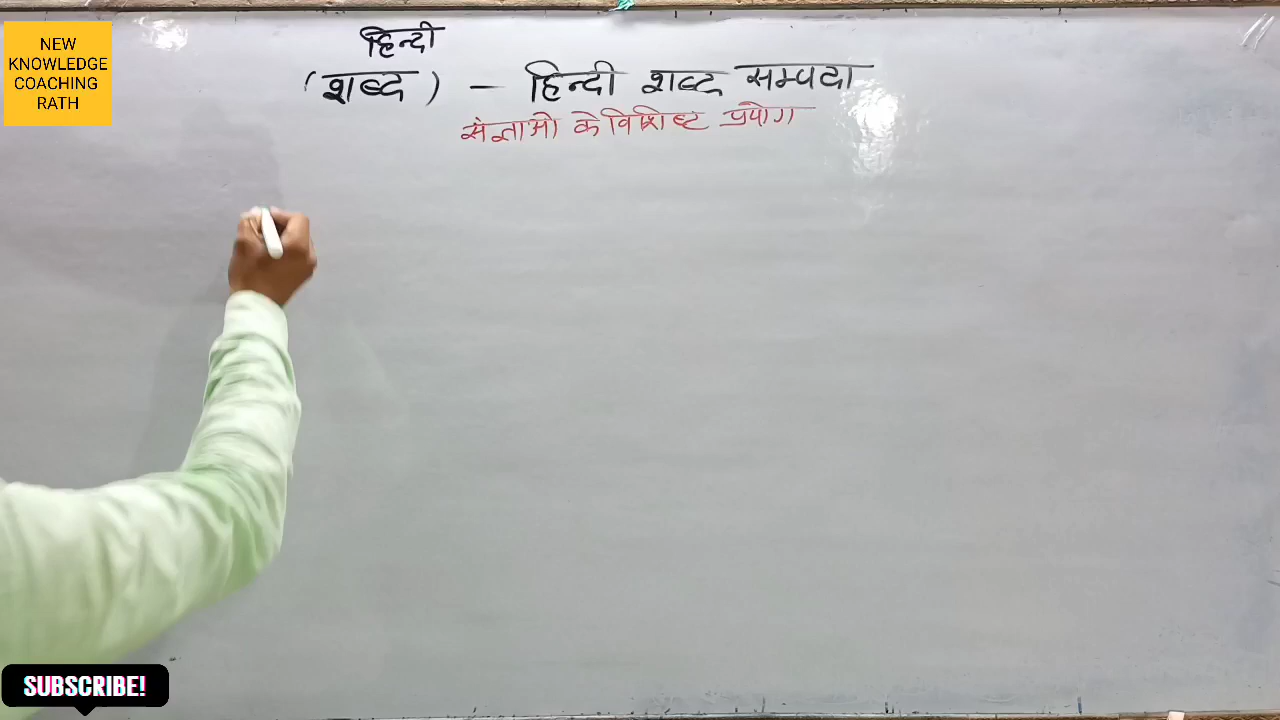 NEW
KNOWLEDGE
COACHING
RATH
हिन्दी
(शब्द) - हिन्दी शब्द सम्पदा
संज्ञाओ के विशिष्ट प्रयोग
SUBSCRIBE!